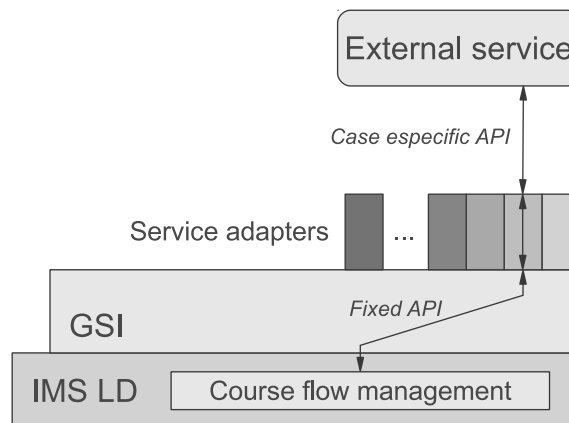 External service
Case especific API
Service adapters
...
Fixed API
GSI
IMS LD
Course flow management